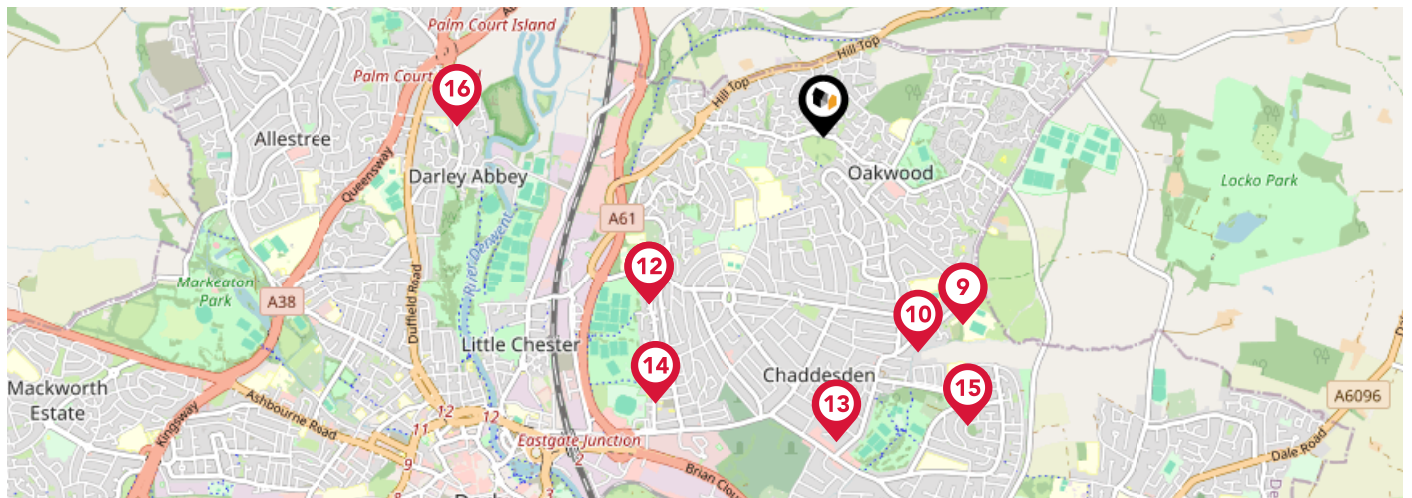 Palm Court Island
Hill Top
Palm Court
16
Hill Top
Allestree
Queensway
Darley Abbey
Oakwood
Locko Park
A61
River Derwent
12
9
Markeaton
Park
A38
10
Duffield Road
Little Chester
14
Chaddesden
15
Mackworth
Estate
13
A6096
Ashbourne Road
Kingsway
12
12
11
Eastgate Junction
9
2
Dale Road
8
3